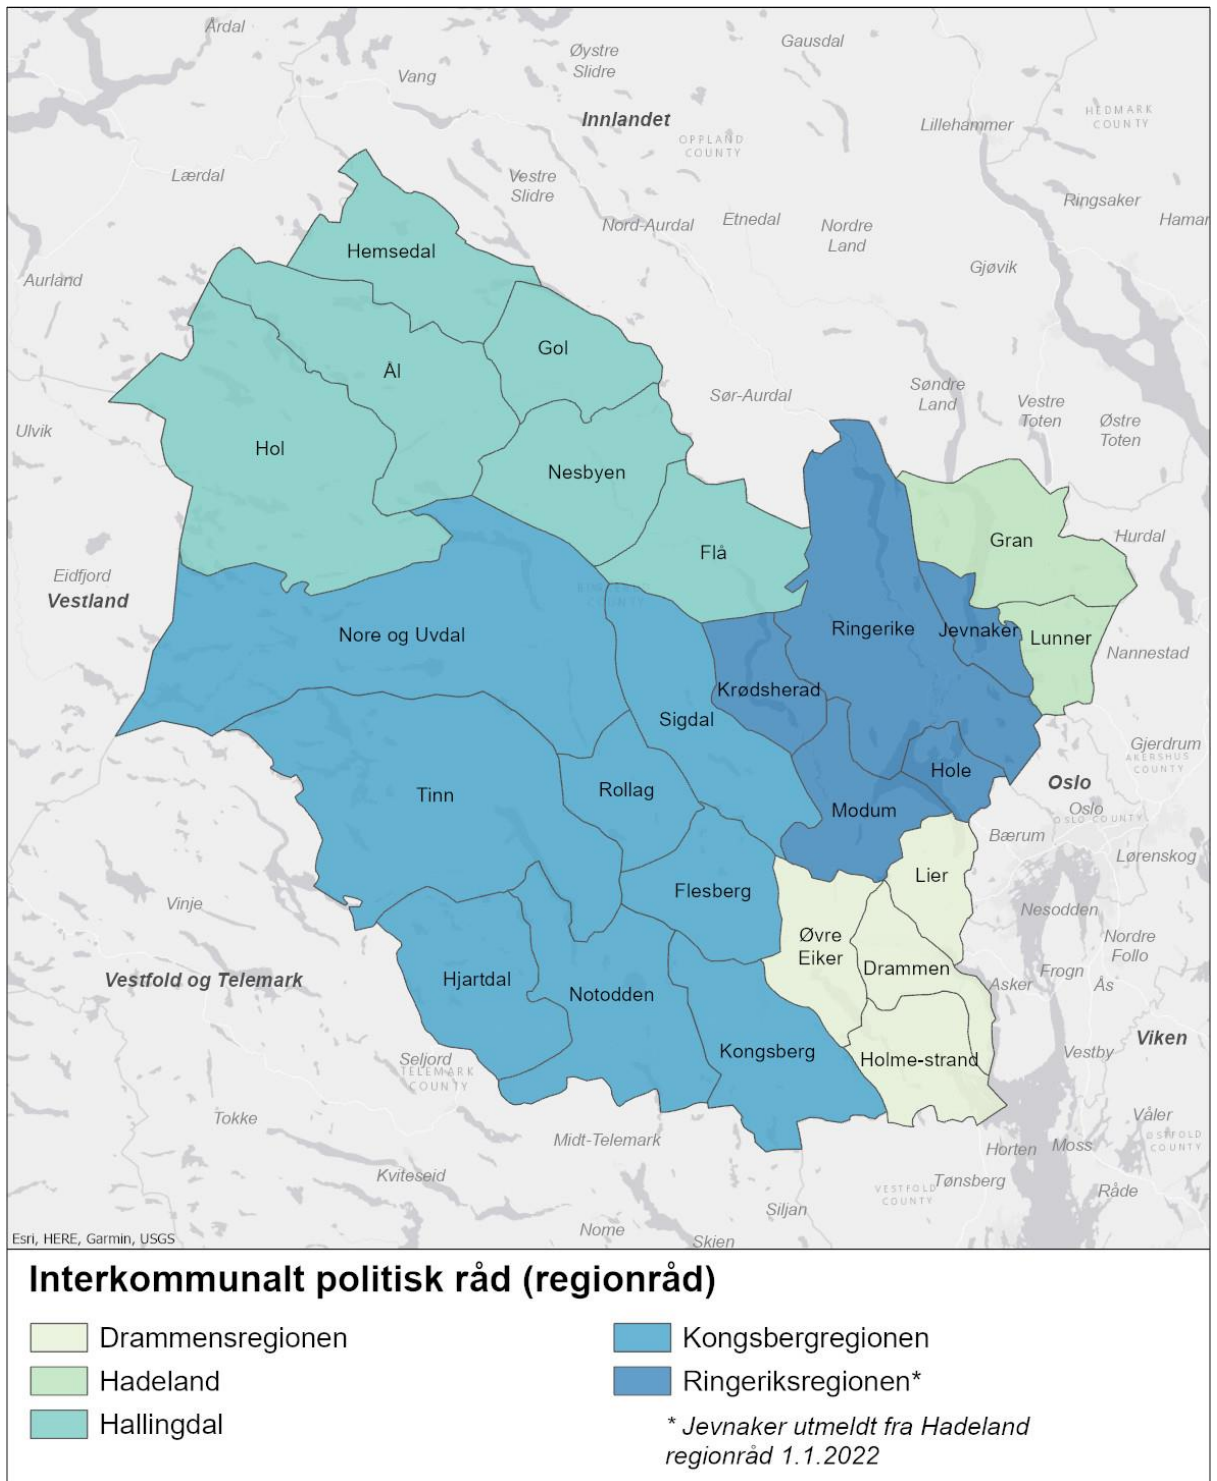 Årdal
Gausdal
Øystre
Slidre
Vang
Innlandet
HEDMARK
COUNTY
Lillehammer
OPPLAND
COUNTY
Lærdal
Vestre
Slidre
Ringsaker
Hamar
Nord-Aurdal
Etnedal
Nordre
Land
Hemsedal
Gjøvik
Aurland
Gol
Ål
Sør-Aurdal
Søndre
Land
Vestre
Toten
Østre
Toten
Ulvik
Hol
Nesbyen
Gran
Hurdal
Flå
Eidfjord
Vestland
COUNTY
Nore og Uvdal
Ringerike
Jevnaker
Lunner
Nannestad
Krødsherad
Sigdal
Gjerdrum
AKERSHUS
COUNTY
Hole
Oslo
Tinn
Rollag
Modum
Oslo
OSLO COUNTY
Bærum
Lørenskog
Lier
Flesberg
Vinje
Nesodden
Øvre
Eiker
Nordre
Follo
Drammen
Frogn
Ås
Asker
Vestfold og Telemark
Hjartdal
Notodden
Viken
Kongsberg
Holme-strand
Vestby
Seljord
TELEMARK
COUNTY
Tokke
Midt-Telemark
Våler
ØSTFOLD
COUNTY
Horten
Moss
Kviteseid
Tønsberg
VESTFOLD
COUNTY
Råde
Siljan
Nome
Skien
Esri, HERE, Garmin, USGS
Interkommunalt politisk råd (regionråd)
Drammensregionen
Hadeland
Hallingdal
Kongsbergregionen
Ringeriksregionen*
* Jevnaker utmeldt fra Hadeland
regionråd 1.1.2022